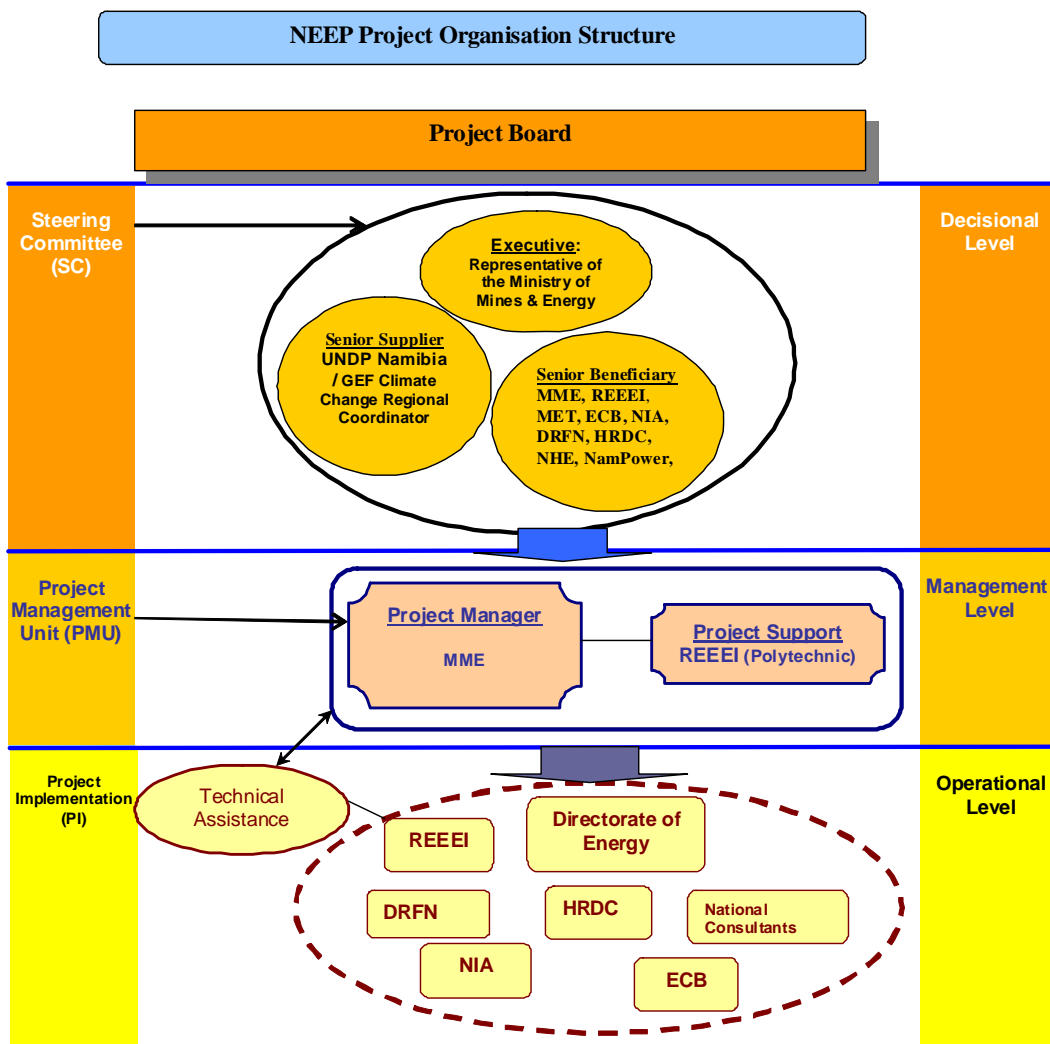 NEEP Project Organisation Structure
Project Board
Steering
Committee
(SC)
Decisional
Level
Executive:
Representative of
the Ministry of
Mines & Energy
Senior Supplier
UNDP Namibia
/ GEF Climate
Change Regional
Coordinator
Senior Beneficiary
MME, REEEI,
MET, ECB, NIA,
DRFN, HRDC,
NHE, NamPower,
Project
Management
Unit (PMU)
Project Manager
MME
Project Support
REEEI (Polytechnic)
Management
Level
Project
Implementation
(PI)
Technical
Assistance
Operational
Level
REEEI
Directorate of
Energy
DRFN
HRDC
National
Consultants
NIA
ECB